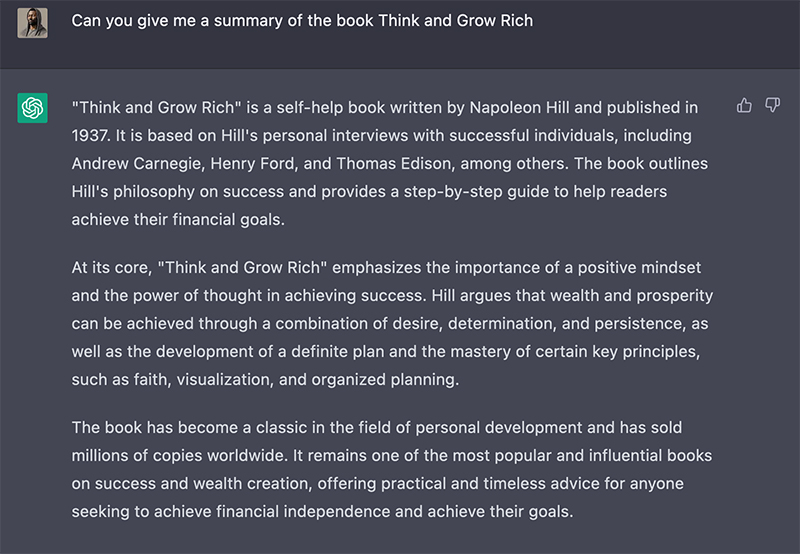 Can you give me a summary of the book Think and Grow Rich
"Think and Grow Rich" is a self-help book written by Napoleon Hill and published in
1937. It is based on Hill's personal interviews with successful individuals, including
Andrew Carnegie, Henry Ford, and Thomas Edison, among others. The book outlines
Hill's philosophy on success and provides a step-by-step guide to help readers
achieve their financial goals.
At its core, "Think and Grow Rich" emphasizes the importance of a positive mindset
and the power of thought in achieving success. Hill argues that wealth and prosperity
can be achieved through a combination of desire, determination, and persistence, as
well as the development of a definite plan and the mastery of certain key principles,
such as faith, visualization, and organized planning.
The book has become a classic in the field of personal development and has sold
millions of copies worldwide. It remains one of the most popular and influential books
on success and wealth creation, offering practical and timeless advice for anyone
seeking to achieve financial independence and achieve their goals.